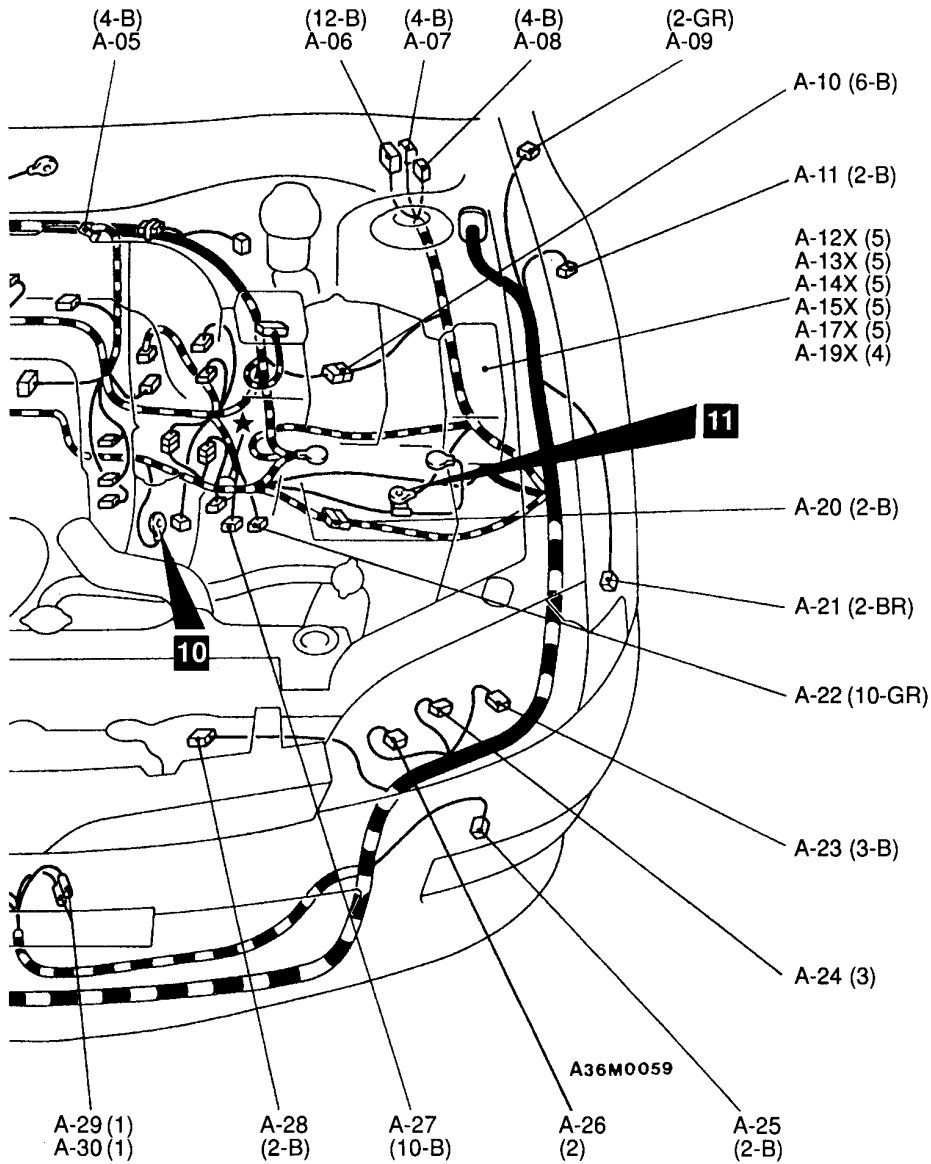 (4-B)
A-05
(12-B)
A-06
(4-B)
A-07
(4-B)
A-08
(2-GR)
A-09
A-10 (6-B)
A-11 (2-B)
A-12X (5)
A-13X (5)
A-14X (5)
A-15X (5)
A-17X (5)
A-19X (4)
11
A-20 (2-B)
A-21 (2-BR)
10
A-22 (10-GR)
A-23 (3-B)
A-24 (3)
A36M0059
A-29 (1)
A-30 (1)
A-28
(2-B)
A-27
(10-B)
A-26
(2)
A-25
(2-B)